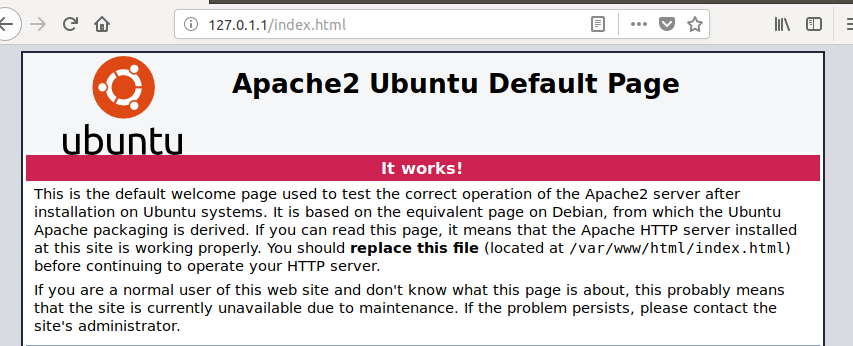 127.0.1.1/index.html
ubuntu
Apache2 Ubuntu Default Page
It works!
This is the default welcome page used to test the correct operation of the Apache2 server after
installation on Ubuntu systems. It is based on the equivalent page on Debian, from which the Ubuntu
Apache packaging is derived. If you can read this page, it means that the Apache HTTP server installed
at this site is working properly. You should replace this file (located at /var/www/html/index.html)
before continuing to operate your HTTP server.
If you are a normal user of this web site and don't know what this page is about, this probably means
that the site is currently unavailable due to maintenance. If the problem persists, please contact the
site's administrator.